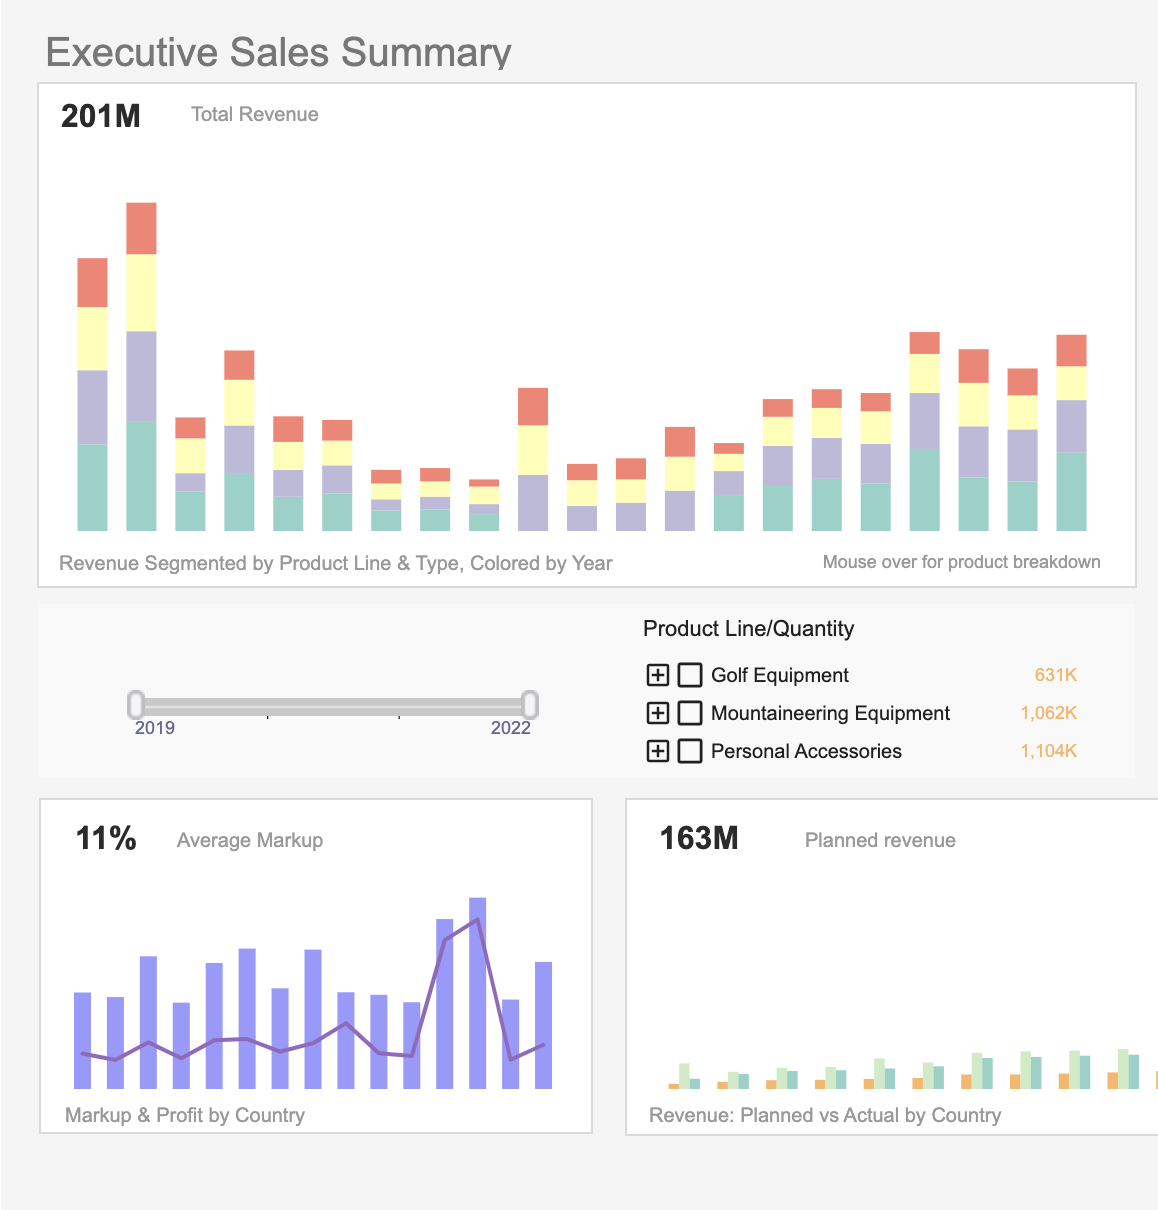 Executive Sales Summary
201M Total Revenue
Revenue Segmented by Product Line & Type, Colored by Year
Mouse over for product breakdown
2019 2022
Product Line/Quantity
Golf Equipment 631K
Mountaineering Equipment 1,062K
Personal Accessories 1,104K
11% Average Markup
Markup & Profit by Country
163M Planned revenue
Revenue: Planned vs Actual by Country